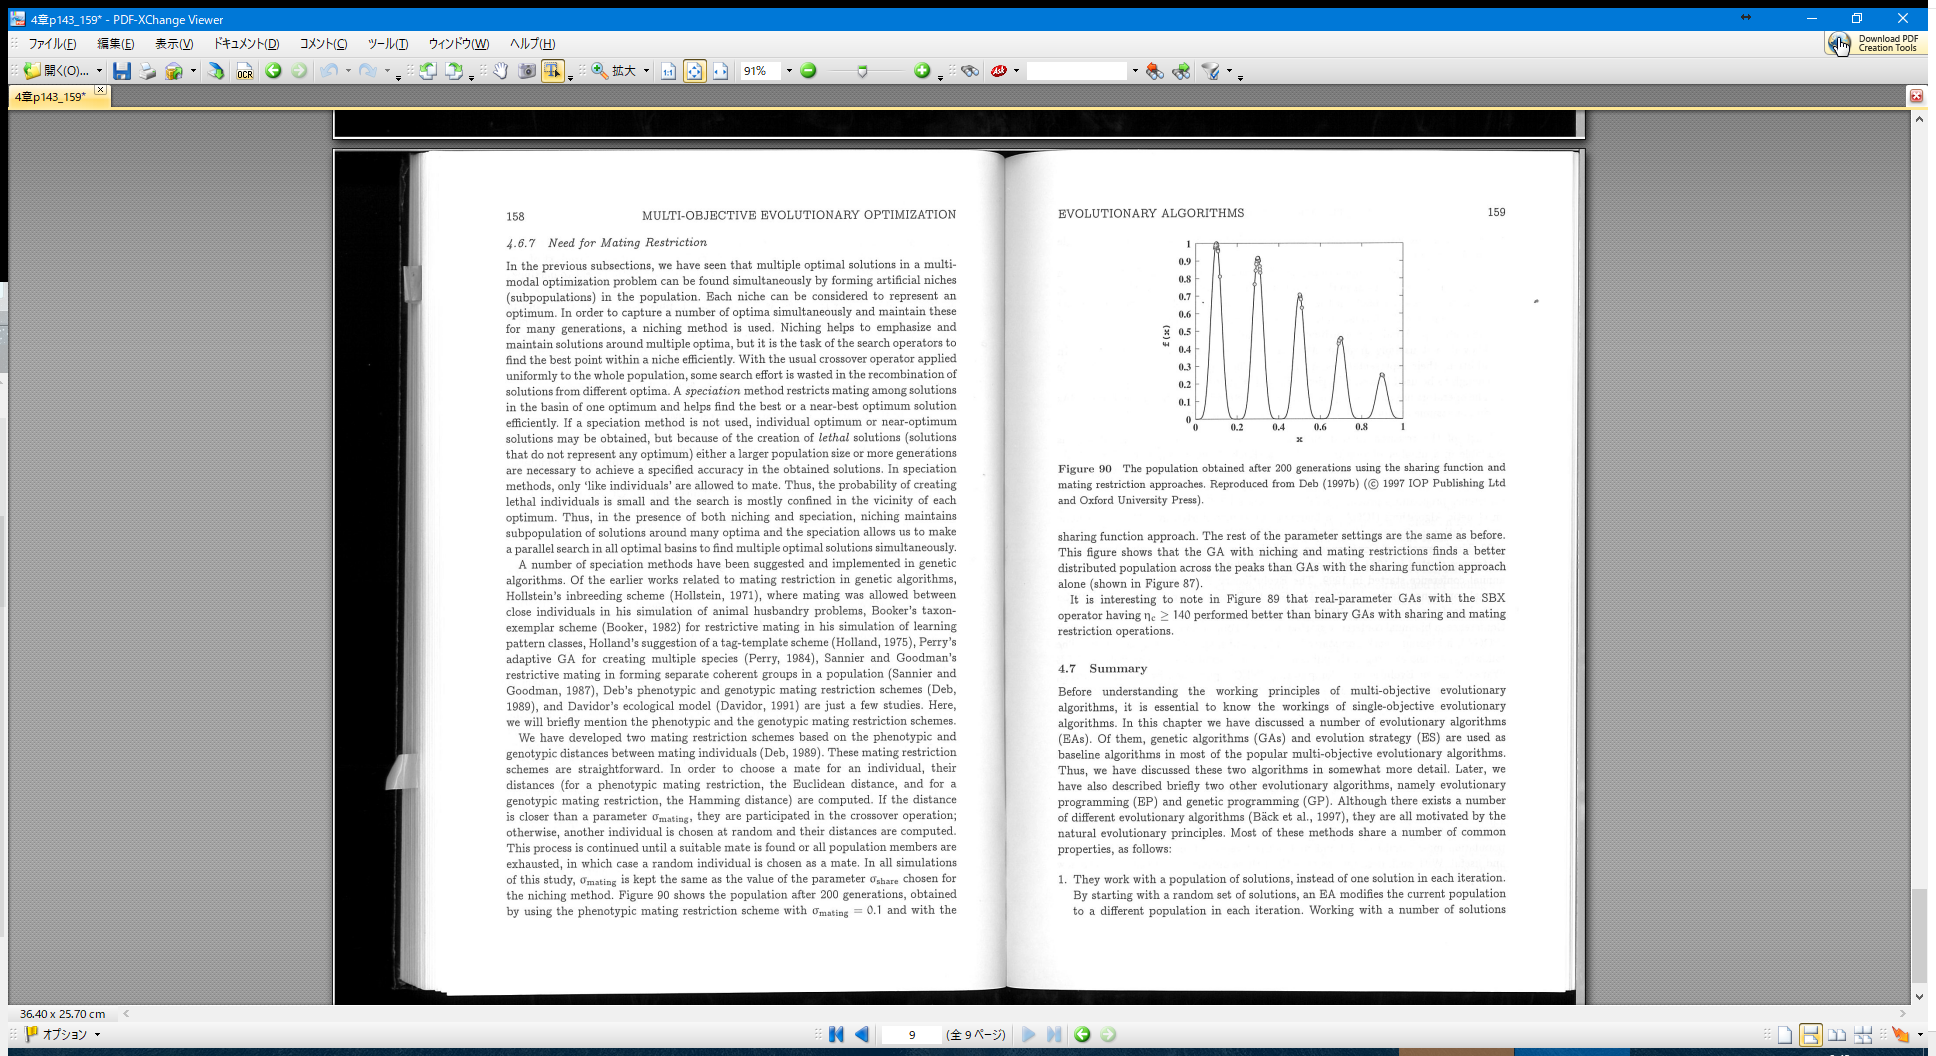 4章p143_159* - PDF-XChange Viewer
ファイル(F) 編集(E) 表示(V) ドキュメント(D) コメント(C) ツール(T) ウィンドウ(W) ヘルプ(H)
Download PDF
Creation Tools
開く(O)... OCR 拡大 91% Ask
4章p143_159*
158 MULTI-OBJECTIVE EVOLUTIONARY OPTIMIZATION
4.6.7 Need for Mating Restriction
In the previous subsections, we have seen that multiple optimal solutions in a multi-
modal optimization problem can be found simultaneously by forming artificial niches
(subpopulations) in the population. Each niche can be considered to represent an
optimum. In order to capture a number of optima simultaneously and maintain these
for many generations, a niching method is used. Niching helps to emphasize and
maintain solutions around multiple optima, but it is the task of the search operators to
find the best point within a niche efficiently. With the usual crossover operator applied
uniformly to the whole population, some search effort is wasted in the recombination of
solutions from different optima. A speciation method restricts mating among solutions
in the basin of one optimum and helps find the best or a near-best optimum solution
efficiently. If a speciation method is not used, individual optimum or near-optimum
solutions may be obtained, but because of the creation of lethal solutions (solutions
that do not represent any optimum) either a larger population size or more generations
are necessary to achieve a specified accuracy in the obtained solutions. In speciation
methods, only ‘like individuals’ are allowed to mate. Thus, the probability of creating
lethal individuals is small and the search is mostly confined in the vicinity of each
optimum. Thus, in the presence of both niching and speciation, niching maintains
subpopulation of solutions around many optima and the speciation allows us to make
a parallel search in all optimal basins to find multiple optimal solutions simultaneously.
A number of speciation methods have been suggested and implemented in genetic
algorithms. Of the earlier works related to mating restriction in genetic algorithms,
Hollstein's inbreeding scheme (Hollstein, 1971), where mating was allowed between
close individuals in his simulation of animal husbandry problems, Booker's taxon-
exemplar scheme (Booker, 1982) for restrictive mating in his simulation of learning
pattern classes, Holland's suggestion of a tag-template scheme (Holland, 1975), Perry's
adaptive GA for creating multiple species (Perry, 1984), Sannier and Goodman's
restrictive mating in forming separate coherent groups in a population (Sannier and
Goodman, 1987), Deb's phenotypic and genotypic mating restriction schemes (Deb,
1989), and Davidor's ecological model (Davidor, 1991) are just a few studies. Here,
we will briefly mention the phenotypic and the genotypic mating restriction schemes.
We have developed two mating restriction schemes based on the phenotypic and
genotypic distances between mating individuals (Deb, 1989). These mating restriction
schemes are straightforward. In order to choose a mate for an individual, their
distances (for a phenotypic mating restriction, the Euclidean distance, and for a
genotypic mating restriction, the Hamming distance) are computed. If the distance
is closer than a parameter σmating, they are participated in the crossover operation;
otherwise, another individual is chosen at random and their distances are computed.
This process is continued until a suitable mate is found or all population members are
exhausted, in which case a random individual is chosen as a mate. In all simulations
of this study, σmating is kept the same as the value of the parameter σshare chosen for
the niching method. Figure 90 shows the population after 200 generations, obtained
by using the phenotypic mating restriction scheme with σmating = 0.1 and with the
EVOLUTIONARY ALGORITHMS 159
1
0.9
0.8
0.7
0.6
0.5
0.4
0.3
0.2
0.1
0
f(x)
0 0.2 0.4 0.6 0.8 1
x
Figure 90 The population obtained after 200 generations using the sharing function and
mating restriction approaches. Reproduced from Deb (1997b) (© 1997 IOP Publishing Ltd
and Oxford University Press).
sharing function approach. The rest of the parameter settings are the same as before.
This figure shows that the GA with niching and mating restrictions finds a better
distributed population across the peaks than GAs with the sharing function approach
alone (shown in Figure 87).
It is interesting to note in Figure 89 that real-parameter GAs with the SBX
operator having ηc ≥ 140 performed better than binary GAs with sharing and mating
restriction operations.
4.7 Summary
Before understanding the working principles of multi-objective evolutionary
algorithms, it is essential to know the workings of single-objective evolutionary
algorithms. In this chapter we have discussed a number of evolutionary algorithms
(EAs). Of them, genetic algorithms (GAs) and evolution strategy (ES) are used as
baseline algorithms in most of the popular multi-objective evolutionary algorithms.
Thus, we have discussed these two algorithms in somewhat more detail. Later, we
have also described briefly two other evolutionary algorithms, namely evolutionary
programming (EP) and genetic programming (GP). Although there exists a number
of different evolutionary algorithms (Bäck et al., 1997), they are all motivated by the
natural evolutionary principles. Most of these methods share a number of common
properties, as follows:
1. They work with a population of solutions, instead of one solution in each iteration.
By starting with a random set of solutions, an EA modifies the current population
to a different population in each iteration. Working with a number of solutions
36.40 x 25.70 cm
オプション 9 (全 9 ページ)